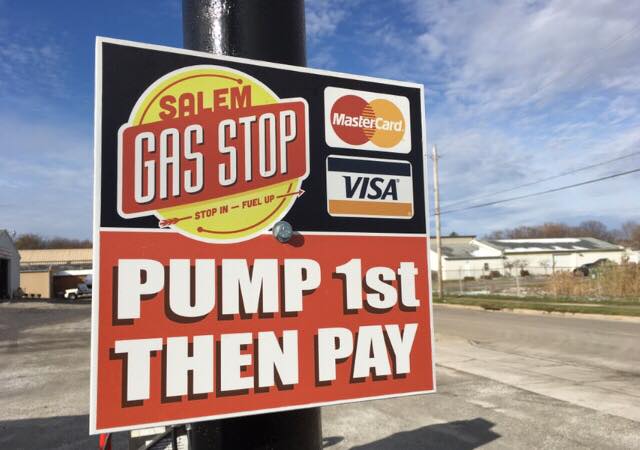 SALEM
GAS STOP
STOP IN — FUEL UP
MasterCard
VISA
PUMP 1st
THEN PAY